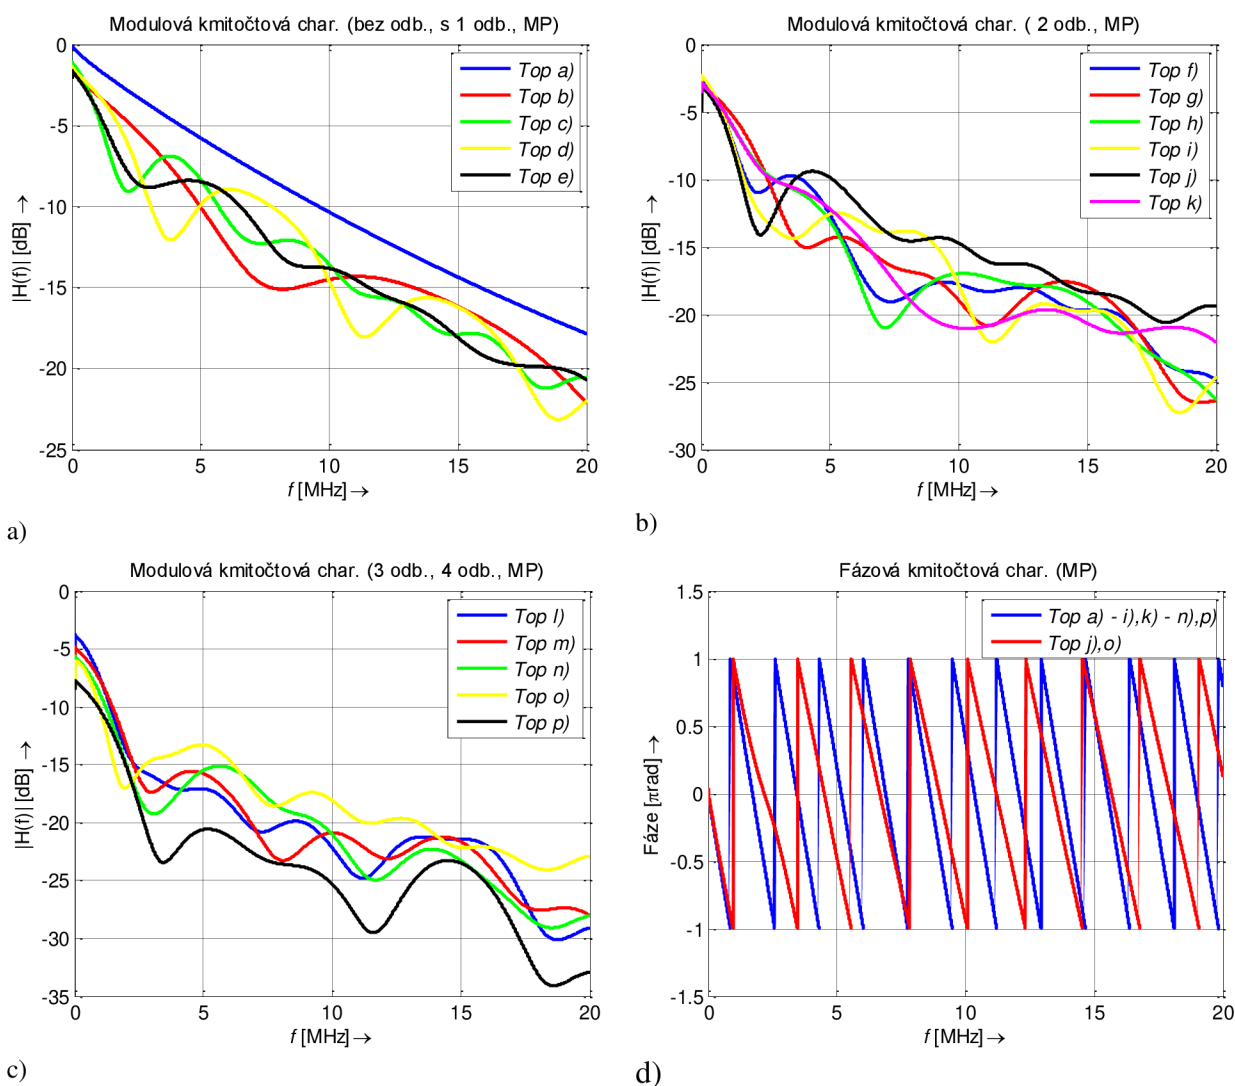 Modulová kmitočtová char. (bez odb., s 1 odb., MP)
|H(f)| [dB] →
0
-5
-10
-15
-20
-25
0 5 10 15 20
f [MHz] →
Top a)
Top b)
Top c)
Top d)
Top e)
a)
Modulová kmitočtová char. ( 2 odb., MP)
|H(f)| [dB] →
0
-5
-10
-15
-20
-25
-30
0 5 10 15 20
f [MHz] →
Top f)
Top g)
Top h)
Top i)
Top j)
Top k)
b)
Modulová kmitočtová char. (3 odb., 4 odb., MP)
|H(f)| [dB] →
0
-5
-10
-15
-20
-25
-30
-35
0 5 10 15 20
f [MHz] →
Top l)
Top m)
Top n)
Top o)
Top p)
c)
Fázová kmitočtová char. (MP)
Fáze [πrad] →
1.5
1
0.5
0
-0.5
-1
-1.5
0 5 10 15 20
f [MHz] →
Top a) - i),k) - n),p)
Top j),o)
d)